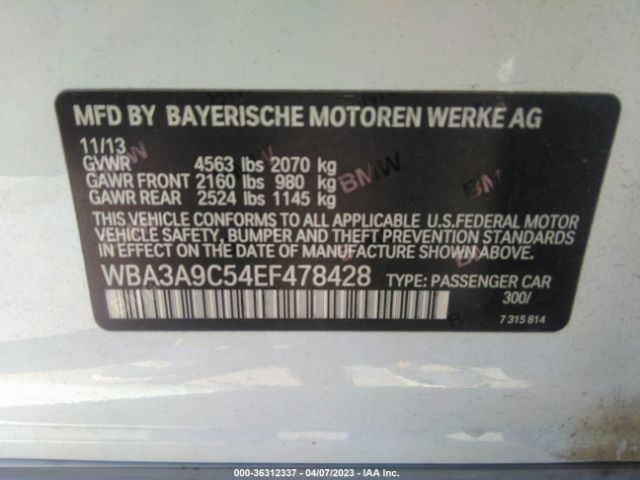 MFD BY BAYERISCHE MOTOREN WERKE AG
11/13
GVWR 4563 lbs 2070 kg
GAWR FRONT 2160 lbs 980 kg
GAWR REAR 2524 lbs 1145 kg
THIS VEHICLE CONFORMS TO ALL APPLICABLE U.S.FEDERAL MOTOR
VEHICLE SAFETY, BUMPER AND THEFT PREVENTION STANDARDS
IN EFFECT ON THE DATE OF MANUFACTURE SHOWN ABOVE.
WBA3A9C54EF478428 TYPE: PASSENGER CAR
300/
7 315 814
BMW
BMW
000-36312337 - 04/07/2023 - IAA Inc.